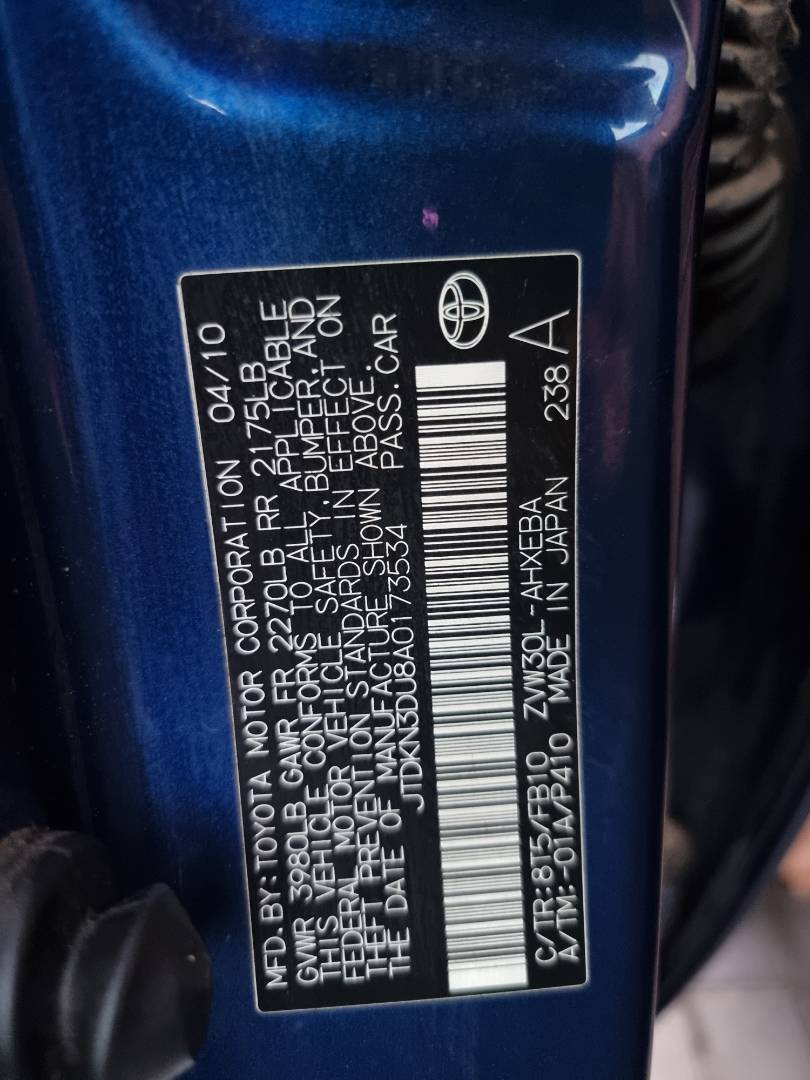 MFD.BY:TOYOTA MOTOR CORPORATION 04/10
GVWR 3980LB GAWR FR 2270LB RR 2175LB
THIS VEHICLE CONFORMS TO ALL APPLICABLE
FEDERAL MOTOR VEHICLE SAFETY,BUMPER,AND
THEFT PREVENTION STANDARDS IN EFFECT ON
THE DATE OF MANUFACTURE SHOWN ABOVE.
JTDKN3DU8A0173534 PASS.CAR
C/TR:8T5/FB10 ZVW30L-AHXEBA
A/TM:-01A/P410 MADE IN JAPAN 238 A